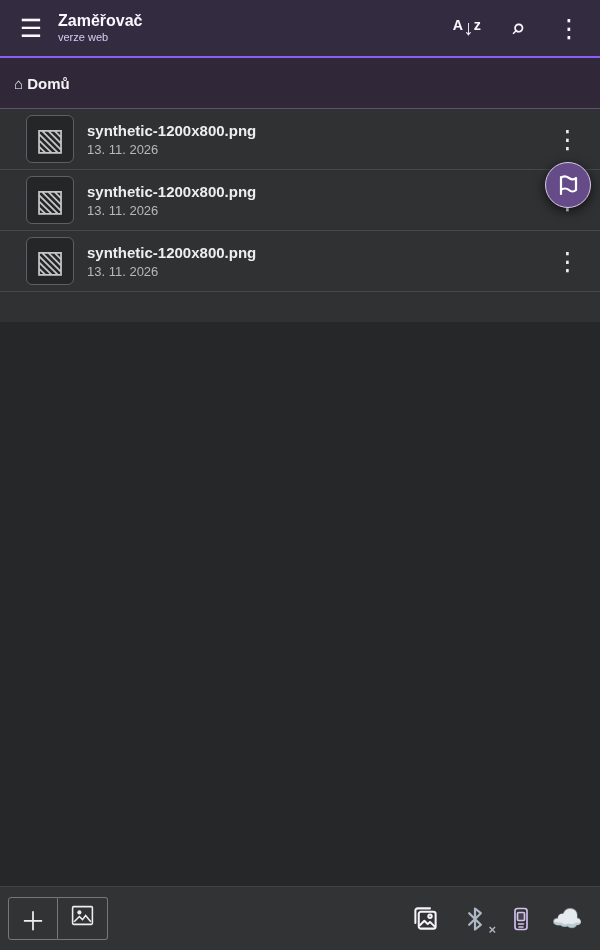 Zaměřovač
verze web
A↓z
Domů
synthetic-1200x800.png
13. 11. 2026
synthetic-1200x800.png
13. 11. 2026
synthetic-1200x800.png
13. 11. 2026